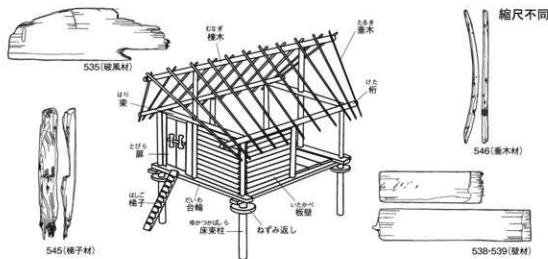 縮尺不同
535(破風材)
むなぎ
棟木
たるき
垂木
はり
梁
けた
桁
とびら
扉
はしご
梯子
だいわ
台輪
いたかべ
板壁
ゆかつかばしら
床束柱
ねずみ返し
545(梯子材)
546(垂木材)
538・539(壁材)